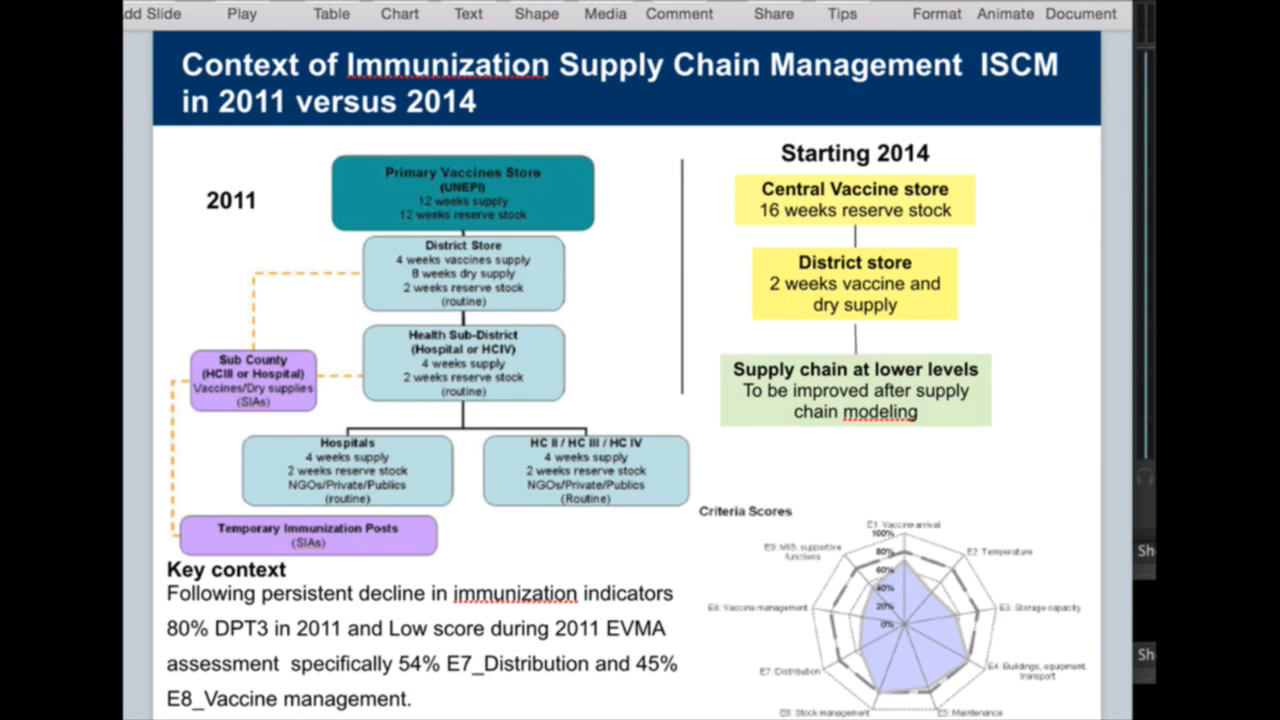 dd Slide Play Table Chart Text Shape Media Comment Share Tips Format Animate Document
Context of Immunization Supply Chain Management ISCM
in 2011 versus 2014
2011
Primary Vaccines Store
(UNEPI)
12 weeks supply
12 weeks reserve stock
District Store
4 weeks vaccines supply
8 weeks dry supply
2 weeks reserve stock
(routine)
Health Sub-District
(Hospital or HCIV)
4 weeks supply
2 weeks reserve stock
(routine)
Sub County
(HCIII or Hospital)
Vaccines/Dry supplies
(SIAs)
Hospitals
4 weeks supply
2 weeks reserve stock
NGOs/Private/Publics
(routine)
HC II / HC III / HC IV
4 weeks supply
2 weeks reserve stock
NGOs/Private/Publics
(Routine)
Temporary Immunization Posts
(SIAs)
Starting 2014
Central Vaccine store
16 weeks reserve stock
District store
2 weeks vaccine and
dry supply
Supply chain at lower levels
To be improved after supply
chain modeling
Key context
Following persistent decline in immunization indicators
80% DPT3 in 2011 and Low score during 2011 EVMA
assessment specifically 54% E7_Distribution and 45%
E8_Vaccine management.
Criteria Scores
E1: Vaccine arrival
E2: Temperature
E3: Storage capacity
E4: Buildings, equipment,
transport
E5: Maintenance
E6: Stock management
E7: Distribution
E8: Vaccine management
E9: MIS, supportive
functions
100%
80%
60%
40%
20%
0%
Sh
Sh